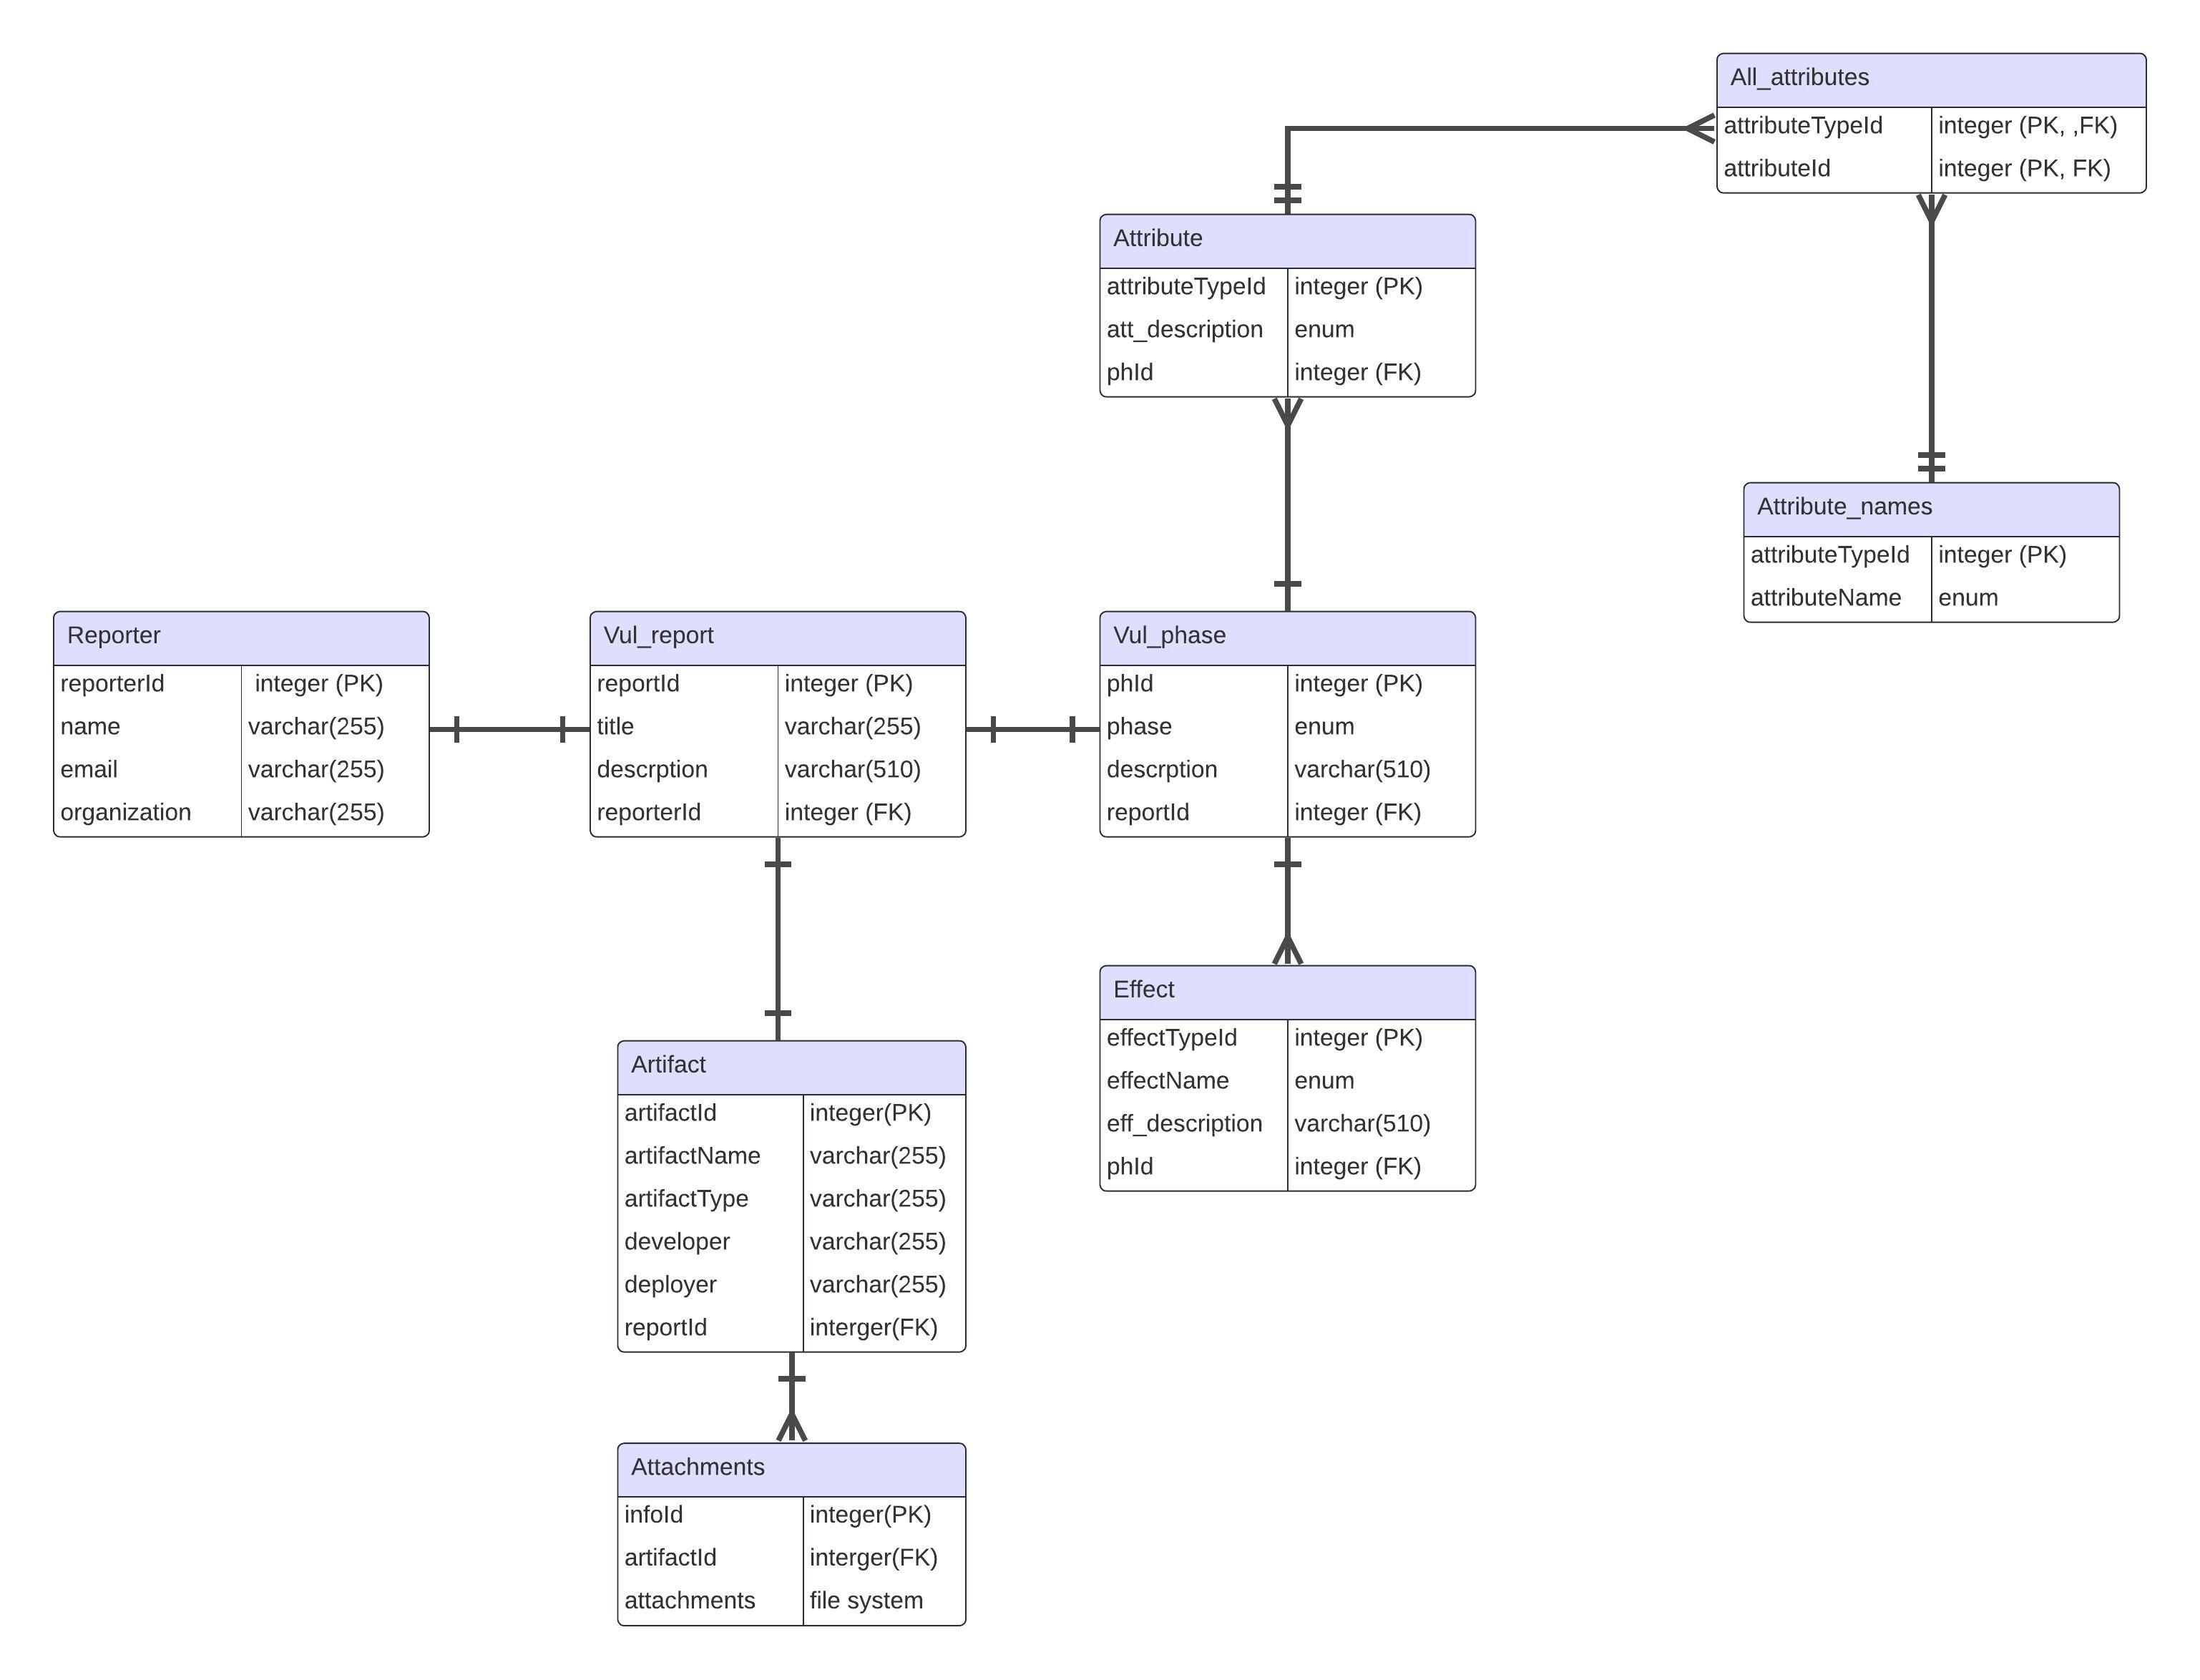 All_attributes
attributeTypeId integer (PK, ,FK)
attributeId integer (PK, FK)
Attribute
attributeTypeId integer (PK)
att_description enum
phId integer (FK)
Attribute_names
attributeTypeId integer (PK)
attributeName enum
Reporter
reporterId integer (PK)
name varchar(255)
email varchar(255)
organization varchar(255)
Vul_report
reportId integer (PK)
title varchar(255)
descrption varchar(510)
reporterId integer (FK)
Vul_phase
phId integer (PK)
phase enum
descrption varchar(510)
reportId integer (FK)
Effect
effectTypeId integer (PK)
effectName enum
eff_description varchar(510)
phId integer (FK)
Artifact
artifactId integer(PK)
artifactName varchar(255)
artifactType varchar(255)
developer varchar(255)
deployer varchar(255)
reportId interger(FK)
Attachments
infoId integer(PK)
artifactId interger(FK)
attachments file system